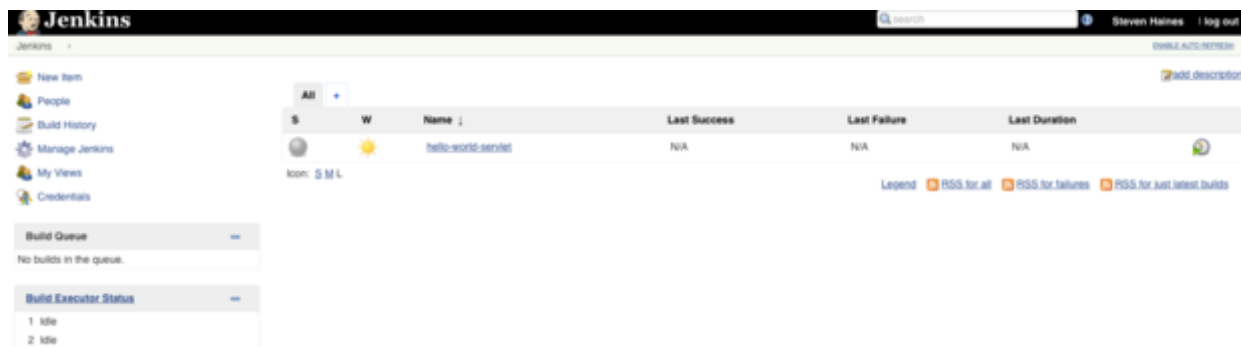 Jenkins
search
Steven Haines | log out
Jenkins
ENABLE AUTO REFRESH
New Item
People
Build History
Manage Jenkins
My Views
Credentials
add description
All +
S W Name ↓ Last Success Last Failure Last Duration
hello-world-servlet N/A N/A N/A
Icon: S M L
Legend RSS for all RSS for failures RSS for just latest builds
Build Queue
No builds in the queue.
Build Executor Status
1 Idle
2 Idle